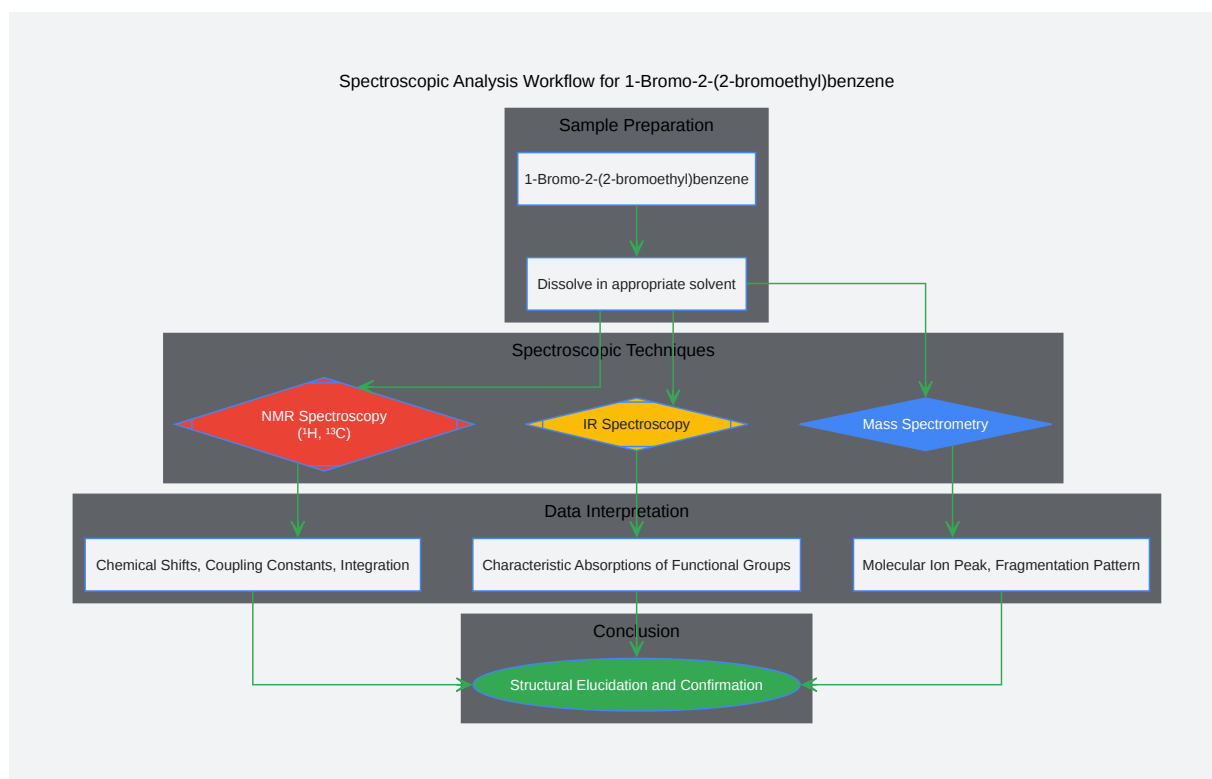 Spectroscopic Analysis Workflow for 1-Bromo-2-(2-bromoethyl)benzene
Sample Preparation
1-Bromo-2-(2-bromoethyl)benzene
Dissolve in appropriate solvent
Spectroscopic Techniques
NMR Spectroscopy
(¹H, ¹³C)
IR Spectroscopy
Mass Spectrometry
Data Interpretation
Chemical Shifts, Coupling Constants, Integration
Characteristic Absorptions of Functional Groups
Molecular Ion Peak, Fragmentation Pattern
Conclusion
Structural Elucidation and Confirmation